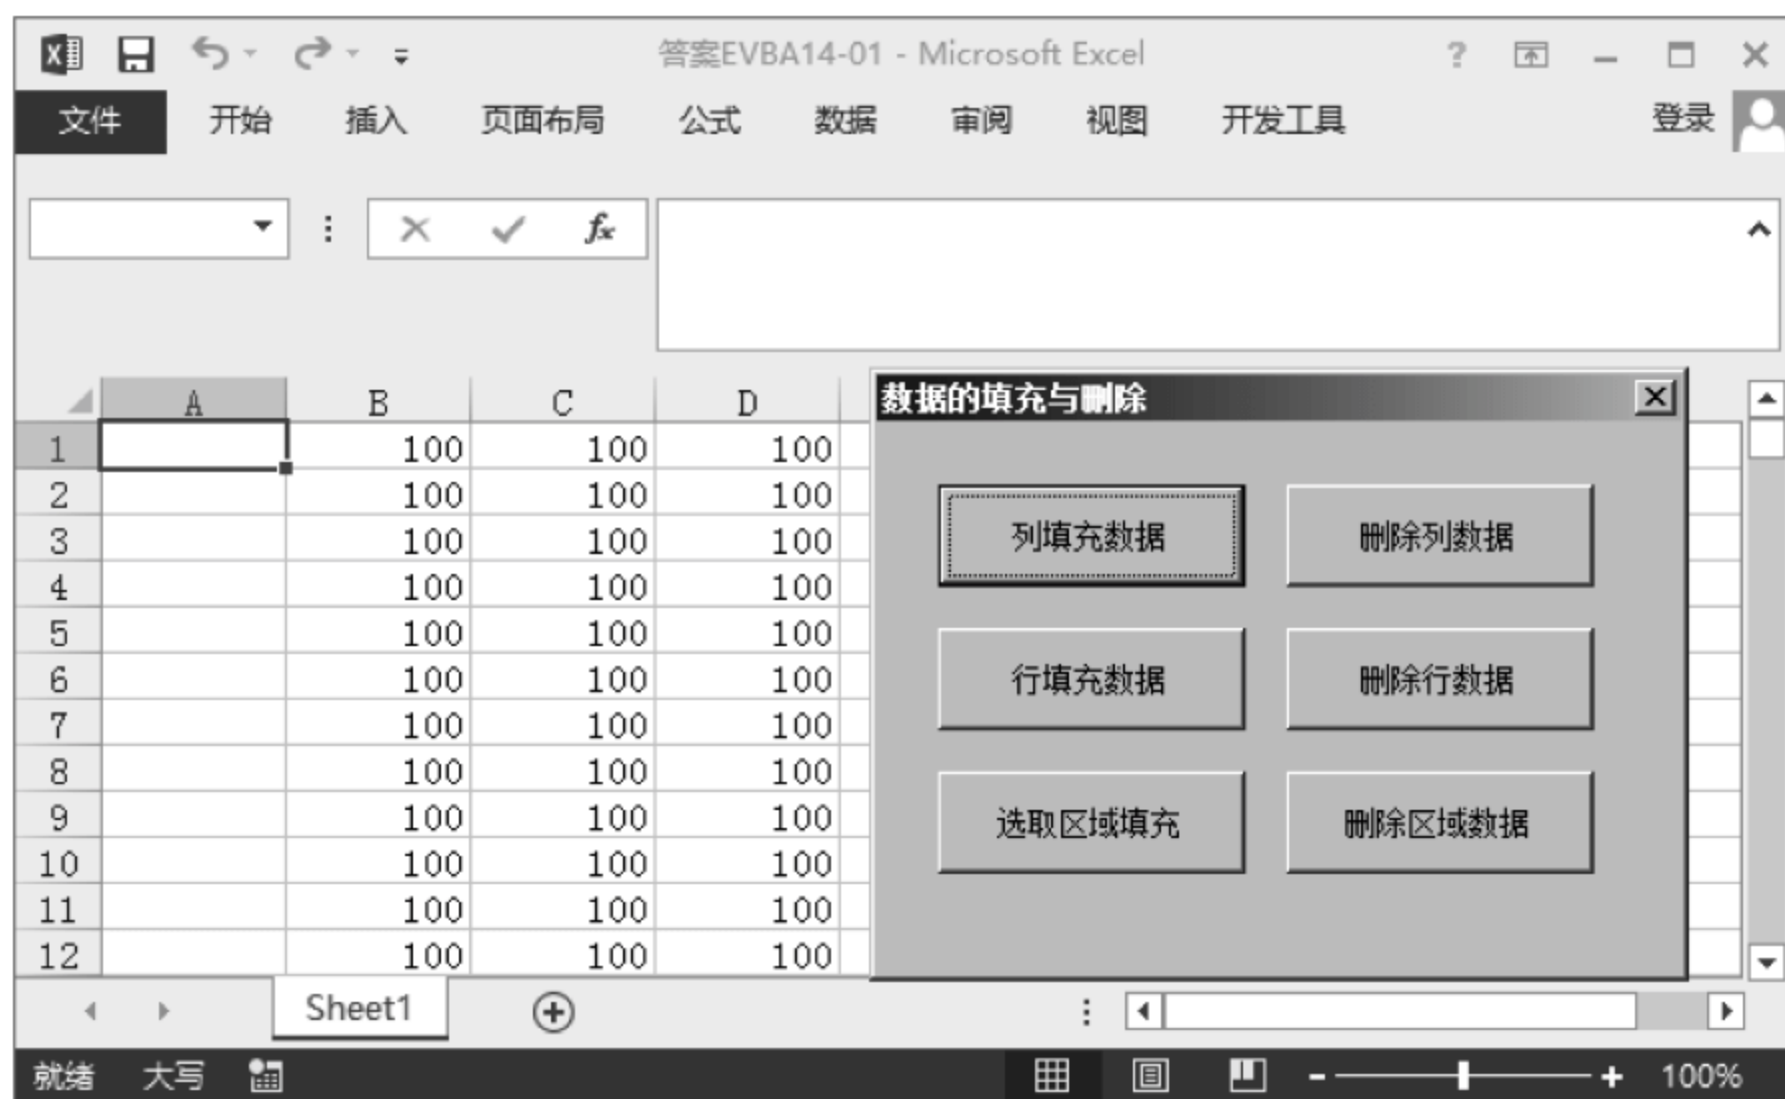 答案EVBA14-01 - Microsoft Excel
文件 开始 插入 页面布局 公式 数据 审阅 视图 开发工具 登录
fx
A B C D
数据的填充与删除
1 100 100 100
2 100 100 100
3 100 100 100
4 100 100 100
5 100 100 100
6 100 100 100
7 100 100 100
8 100 100 100
9 100 100 100
10 100 100 100
11 100 100 100
12 100 100 100
列填充数据 删除列数据
行填充数据 删除行数据
选取区域填充 删除区域数据
Sheet1
就绪 大写 100%